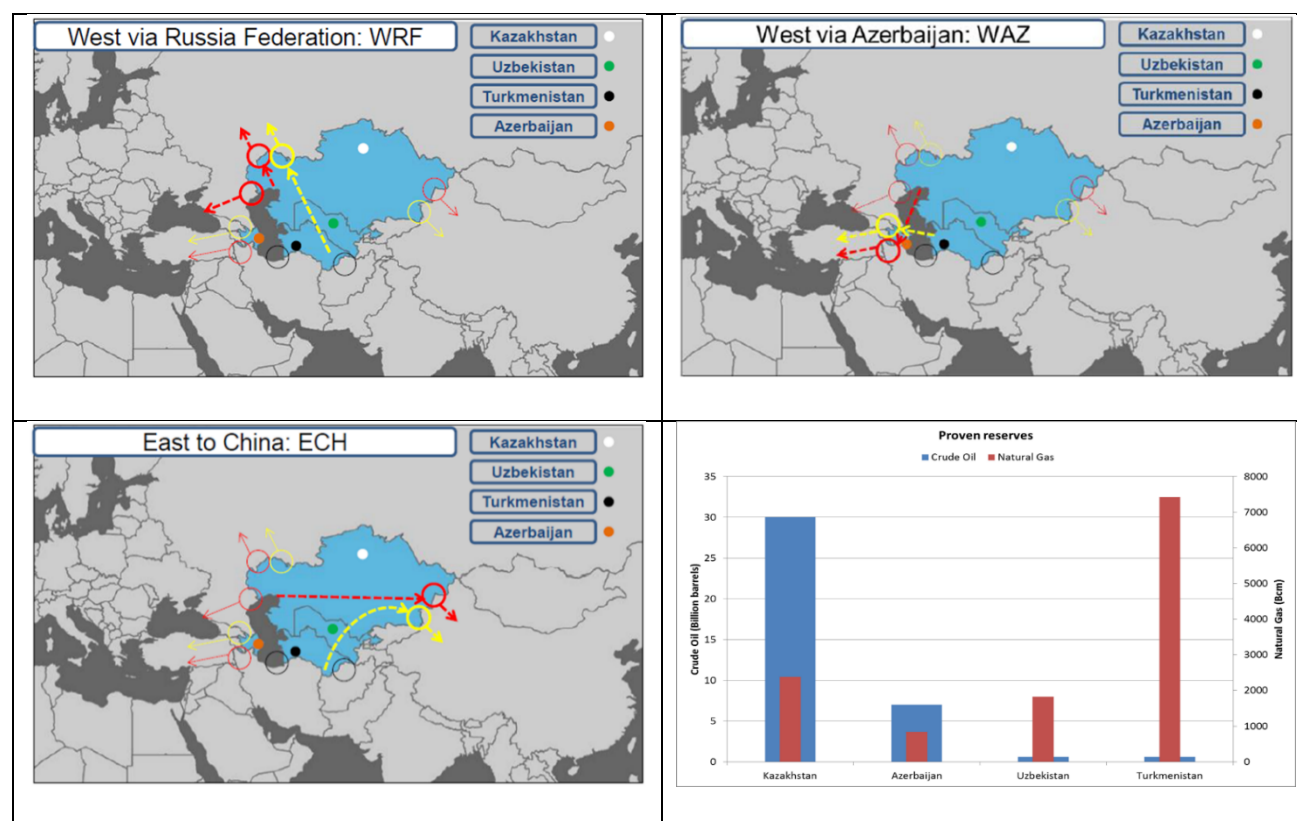 West via Russia Federation: WRF
Kazakhstan
Uzbekistan
Turkmenistan
Azerbaijan
West via Azerbaijan: WAZ
Kazakhstan
Uzbekistan
Turkmenistan
Azerbaijan
East to China: ECH
Kazakhstan
Uzbekistan
Turkmenistan
Azerbaijan
Proven reserves
Crude Oil Natural Gas
Crude Oil (Billion barrels)
35
30
25
20
15
10
5
0
8000
7000
6000
5000
4000
3000
2000
1000
0
Natural Gas (Bcm)
Kazakhstan Azerbaijan Uzbekistan Turkmenistan